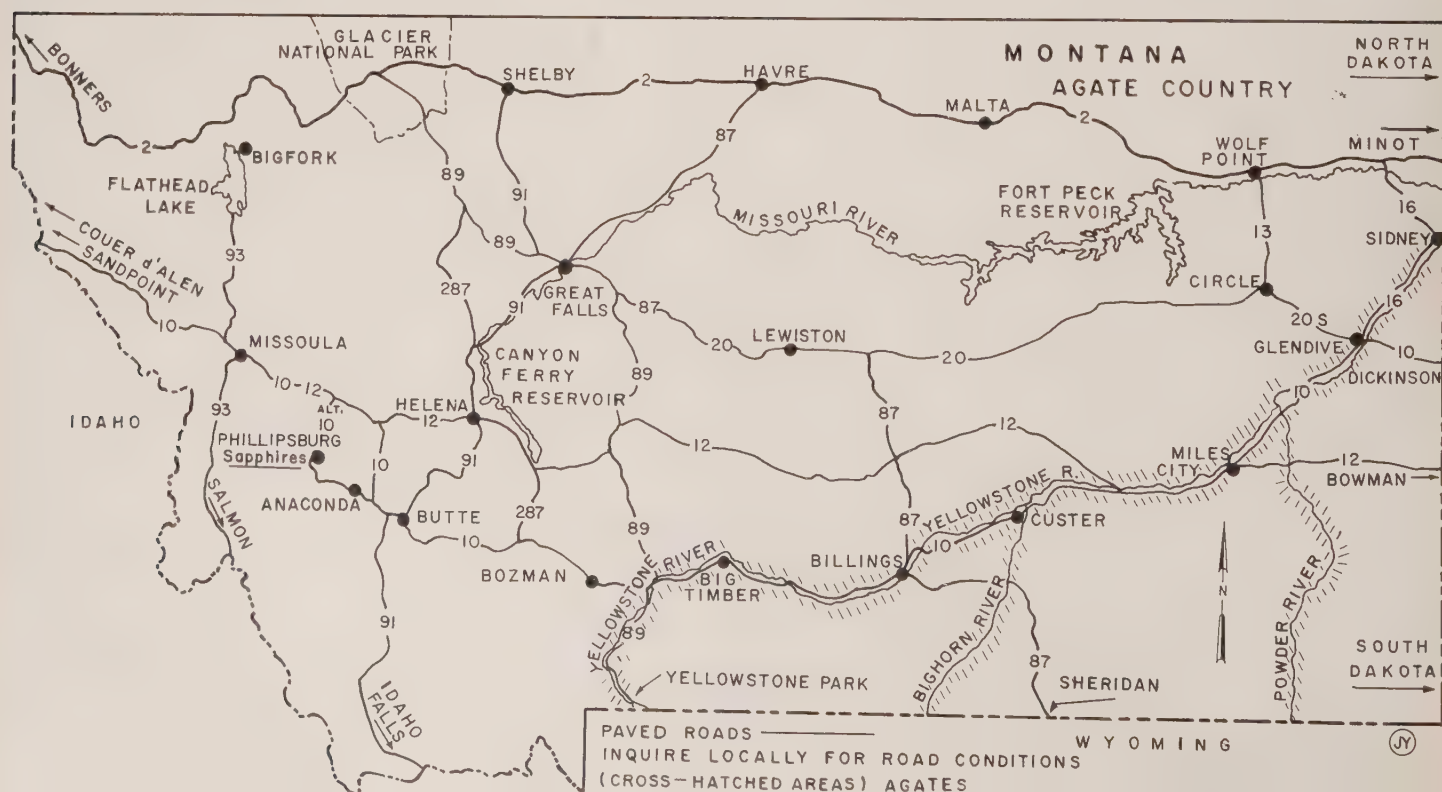 MONTANA
AGATE COUNTRY
NORTH
DAKOTA
GLACIER
NATIONAL PARK
BONNERS
SHELBY
2
HAVRE
MALTA
2
MINOT
WOLF
POINT
2
BIGFORK
89
91
87
FLATHEAD
LAKE
FORT PECK
RESERVOIR
16
MISSOURI RIVER
SIDNEY
COUER d'ALEN
SANDPOINT
93
89
13
287
GREAT
FALLS
91
87
CIRCLE
16
10
MISSOULA
20
LEWISTON
20
20 S
GLENDIVE
10
DICKINSON
CANYON
FERRY
RESERVOIR
89
10-12
10
IDAHO
93
ALT.
10
HELENA
12
87
12
12
PHILLIPSBURG
Sapphires
10
91
MILES
CITY
12
BOWMAN
SALMON
ANACONDA
BUTTE
287
89
87
YELLOWSTONE R.
CUSTER
10
10
BOZMAN
YELLOWSTONE RIVER
BIG
TIMBER
BILLINGS
N
91
89
BIGHORN RIVER
87
POWDER RIVER
SOUTH
DAKOTA
IDAHO
FALLS
YELLOWSTONE PARK
SHERIDAN
PAVED ROADS
WYOMING
JY
INQUIRE LOCALLY FOR ROAD CONDITIONS
(CROSS-HATCHED AREAS) AGATES